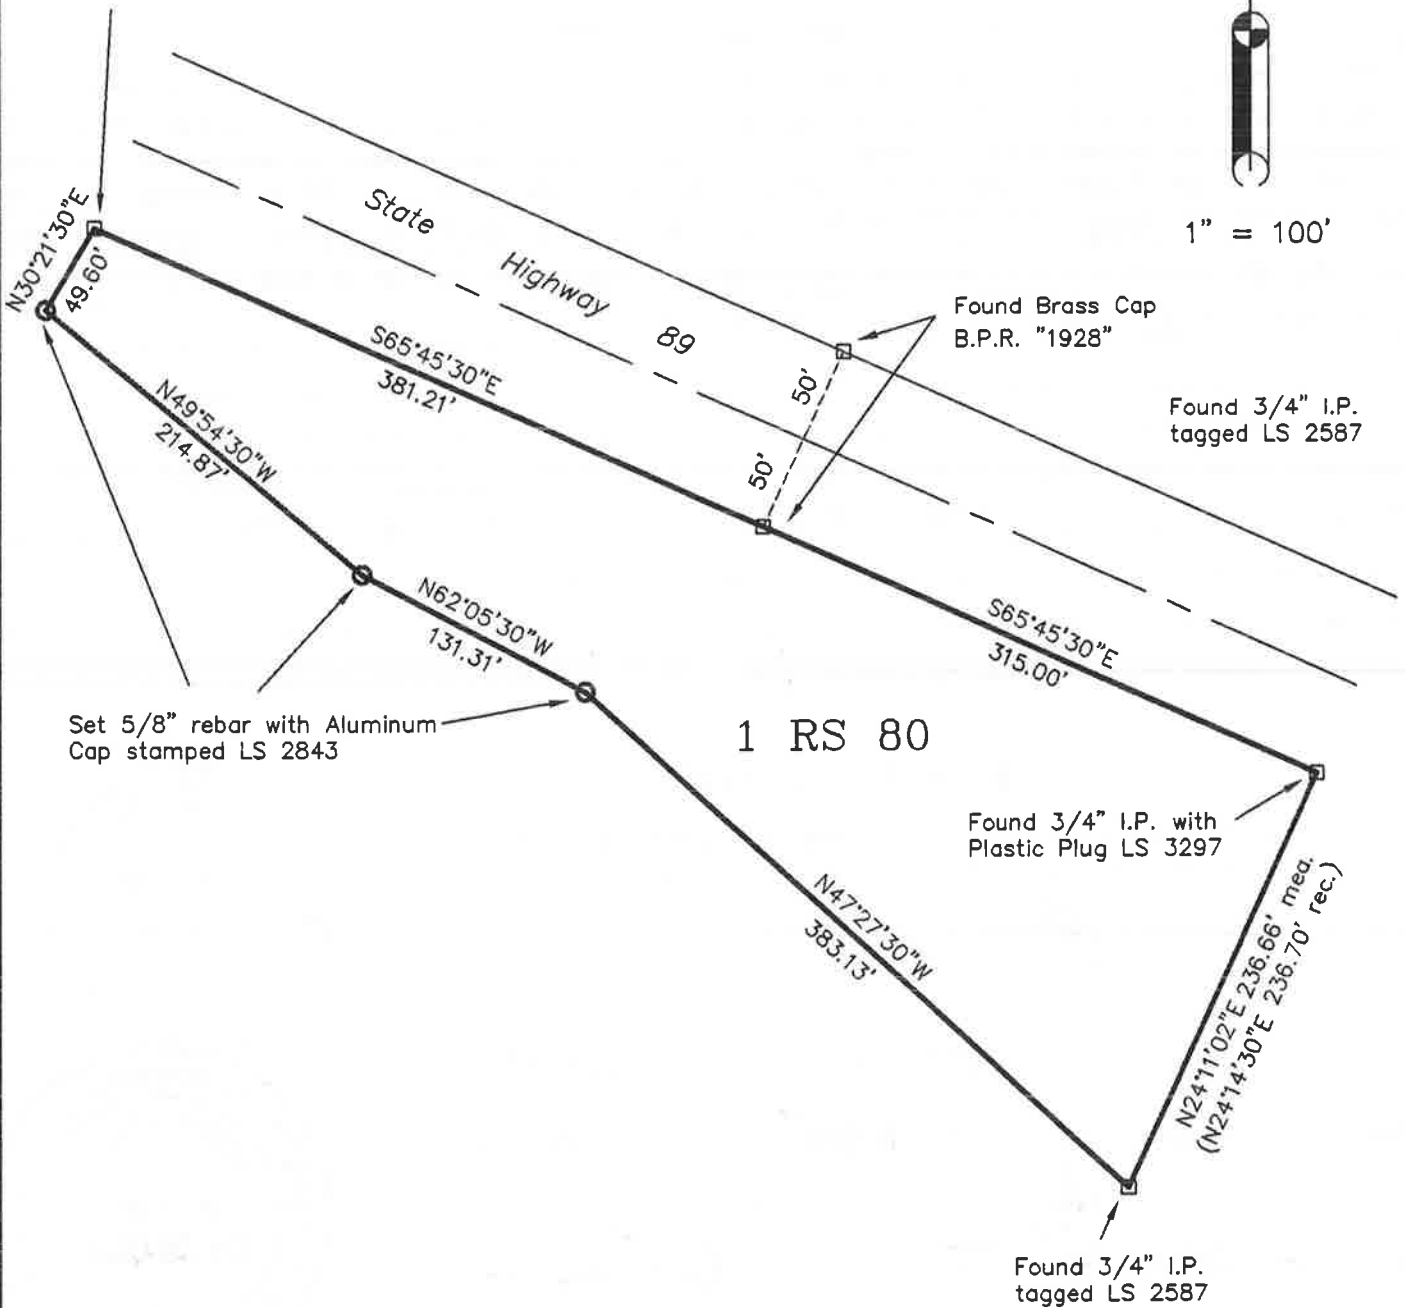 1" = 100'
N30°21'30"E
49.60'
State
Highway
89
Found Brass Cap
B.P.R. "1928"
S65°45'30"E
381.21'
50'
50'
Found 3/4" I.P.
tagged LS 2587
N49°54'30"W
214.87'
N62°05'30"W
131.31'
S65°45'30"E
315.00'
Set 5/8" rebar with Aluminum
Cap stamped LS 2843
1 RS 80
Found 3/4" I.P. with
Plastic Plug LS 3297
N47°27'30"W
383.13'
N24°11'02"E 236.66' mea.
(N24°14'30"E 236.70' rec.)
Found 3/4" I.P.
tagged LS 2587